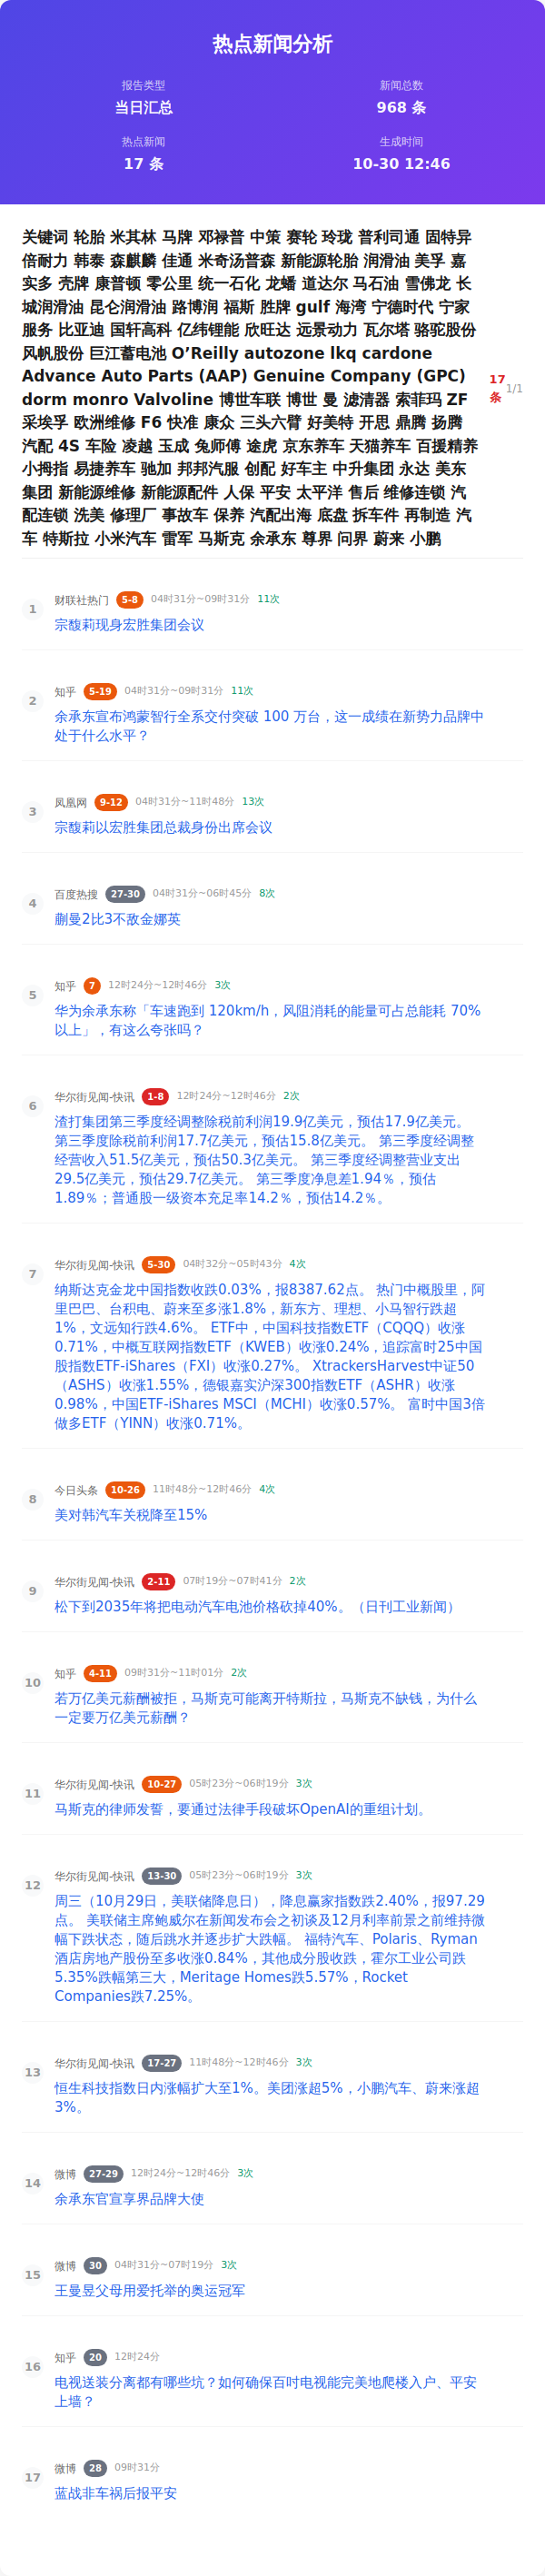 热点新闻分析
报告类型
当日汇总
新闻总数
968 条
热点新闻
17 条
生成时间
10-30 12:46
关键词 轮胎 米其林 马牌 邓禄普 中策 赛轮 玲珑 普利司通 固特异
倍耐力 韩泰 森麒麟 佳通 米奇汤普森 新能源轮胎 润滑油 美孚 嘉
实多 壳牌 康普顿 零公里 统一石化 龙蟠 道达尔 马石油 雪佛龙 长
城润滑油 昆仑润滑油 路博润 福斯 胜牌 gulf 海湾 宁德时代 宁家
服务 比亚迪 国轩高科 亿纬锂能 欣旺达 远景动力 瓦尔塔 骆驼股份
风帆股份 巨江蓄电池 O’Reilly autozone lkq cardone
Advance Auto Parts (AAP) Genuine Company (GPC)
dorm monro Valvoline 博世车联 博世 曼 滤清器 索菲玛 ZF
采埃孚 欧洲维修 F6 快准 康众 三头六臂 好美特 开思 鼎腾 扬腾
汽配 4S 车险 凌越 玉成 兔师傅 途虎 京东养车 天猫养车 百援精养
小拇指 易捷养车 驰加 邦邦汽服 创配 好车主 中升集团 永达 美东
集团 新能源维修 新能源配件 人保 平安 太平洋 售后 维修连锁 汽
配连锁 洗美 修理厂 事故车 保养 汽配出海 底盘 拆车件 再制造 汽
车 特斯拉 小米汽车 雷军 马斯克 余承东 尊界 问界 蔚来 小鹏
17
条
1/1
1
财联社热门 5-8 04时31分~09时31分 11次
宗馥莉现身宏胜集团会议
2
知乎 5-19 04时31分~09时31分 11次
余承东宣布鸿蒙智行全系交付突破 100 万台，这一成绩在新势力品牌中
处于什么水平？
3
凤凰网 9-12 04时31分~11时48分 13次
宗馥莉以宏胜集团总裁身份出席会议
4
百度热搜 27-30 04时31分~06时45分 8次
蒯曼2比3不敌金娜英
5
知乎 7 12时24分~12时46分 3次
华为余承东称「车速跑到 120km/h，风阻消耗的能量可占总能耗 70%
以上」，有这么夸张吗？
6
华尔街见闻-快讯 1-8 12时24分~12时46分 2次
渣打集团第三季度经调整除税前利润19.9亿美元，预估17.9亿美元。
第三季度除税前利润17.7亿美元，预估15.8亿美元。 第三季度经调整
经营收入51.5亿美元，预估50.3亿美元。 第三季度经调整营业支出
29.5亿美元，预估29.7亿美元。 第三季度净息差1.94％，预估
1.89％；普通股一级资本充足率14.2％，预估14.2％。
7
华尔街见闻-快讯 5-30 04时32分~05时43分 4次
纳斯达克金龙中国指数收跌0.03%，报8387.62点。 热门中概股里，阿
里巴巴、台积电、蔚来至多涨1.8%，新东方、理想、小马智行跌超
1%，文远知行跌4.6%。 ETF中，中国科技指数ETF（CQQQ）收涨
0.71%，中概互联网指数ETF（KWEB）收涨0.24%，追踪富时25中国
股指数ETF-iShares（FXI）收涨0.27%。 XtrackersHarvest中证50
（ASHS）收涨1.55%，德银嘉实沪深300指数ETF（ASHR）收涨
0.98%，中国ETF-iShares MSCI（MCHI）收涨0.57%。 富时中国3倍
做多ETF（YINN）收涨0.71%。
8
今日头条 10-26 11时48分~12时46分 4次
美对韩汽车关税降至15%
9
华尔街见闻-快讯 2-11 07时19分~07时41分 2次
松下到2035年将把电动汽车电池价格砍掉40%。（日刊工业新闻）
10
知乎 4-11 09时31分~11时01分 2次
若万亿美元薪酬被拒，马斯克可能离开特斯拉，马斯克不缺钱，为什么
一定要万亿美元薪酬？
11
华尔街见闻-快讯 10-27 05时23分~06时19分 3次
马斯克的律师发誓，要通过法律手段破坏OpenAI的重组计划。
12
华尔街见闻-快讯 13-30 05时23分~06时19分 3次
周三（10月29日，美联储降息日），降息赢家指数跌2.40%，报97.29
点。 美联储主席鲍威尔在新闻发布会之初谈及12月利率前景之前维持微
幅下跌状态，随后跳水并逐步扩大跌幅。 福特汽车、Polaris、Ryman
酒店房地产股份至多收涨0.84%，其他成分股收跌，霍尔工业公司跌
5.35%跌幅第三大，Meritage Homes跌5.57%，Rocket
Companies跌7.25%。
13
华尔街见闻-快讯 17-27 11时48分~12时46分 3次
恒生科技指数日内涨幅扩大至1%。美团涨超5%，小鹏汽车、蔚来涨超
3%。
14
微博 27-29 12时24分~12时46分 3次
余承东官宣享界品牌大使
15
微博 30 04时31分~07时19分 3次
王曼昱父母用爱托举的奥运冠军
16
知乎 20 12时24分
电视送装分离都有哪些坑？如何确保百吋电视能完美地爬楼入户、平安
上墙？
17
微博 28 09时31分
蓝战非车祸后报平安